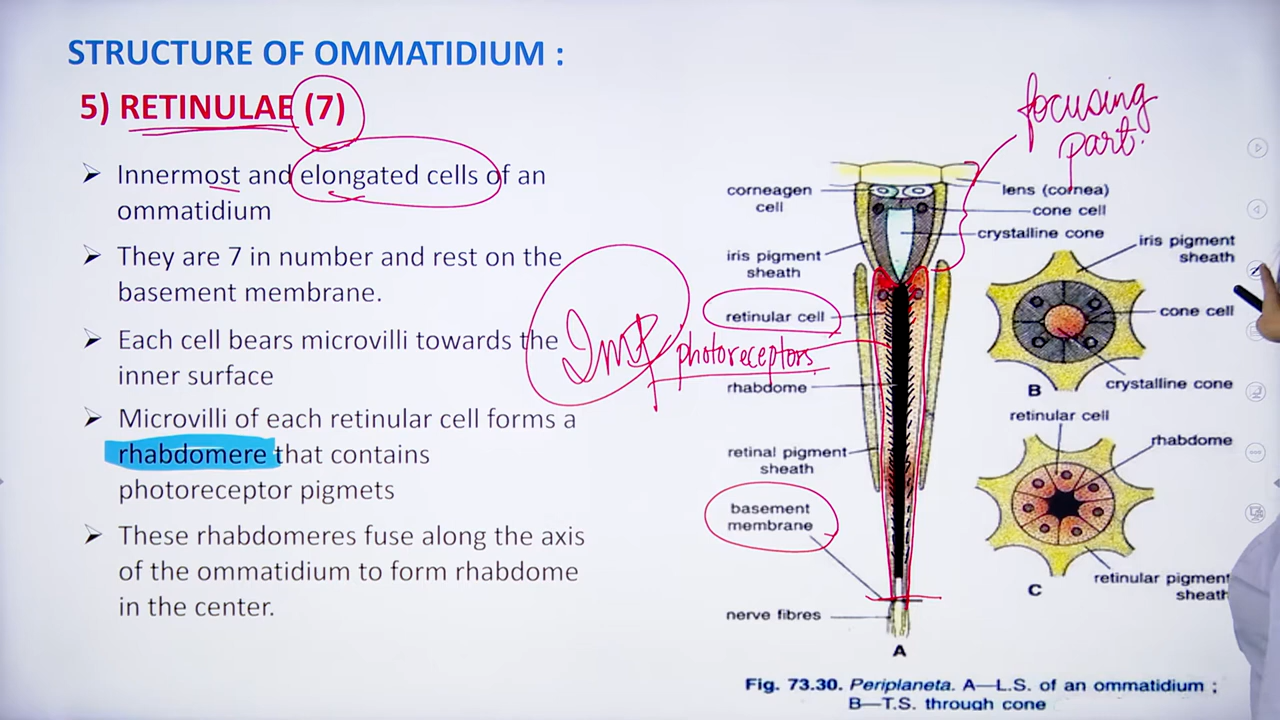 STRUCTURE OF OMMATIDIUM :
5) RETINULAE (7)
➢ Innermost and elongated cells of an
ommatidium
➢ They are 7 in number and rest on the
basement membrane.
➢ Each cell bears microvilli towards the
inner surface
➢ Microvilli of each retinular cell forms a
rhabdomere that contains
photoreceptor pigmets
➢ These rhabdomeres fuse along the axis
of the ommatidium to form rhabdome
in the center.
Imp
photoreceptors
focusing
part.
corneagen
cell
iris pigment
sheath
retinular cell
rhabdome
retinal pigment
sheath
basement
membrane
nerve fibres
A
lens (cornea)
cone cell
crystalline cone
iris pigment
sheath
cone cell
crystalline cone
B
retinular cell
rhabdome
retinular pigment
sheath
C
Fig. 73.30. Periplaneta. A—L.S. of an ommatidium ;
B—T.S. through cone